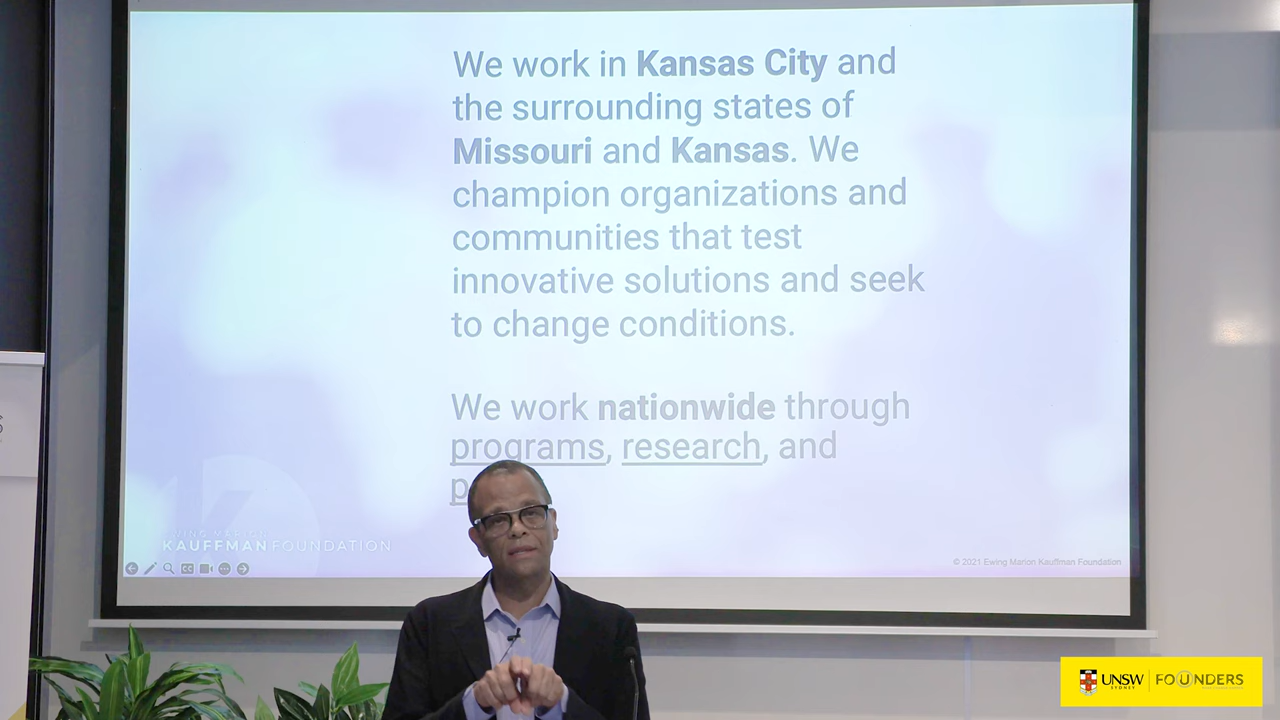 We work in Kansas City and
the surrounding states of
Missouri and Kansas. We
champion organizations and
communities that test
innovative solutions and seek
to change conditions.
We work nationwide through
programs, research, and
EWING MARION
KAUFFMAN FOUNDATION
© 2021 Ewing Marion Kauffman Foundation
UNSW
SYDNEY
FOUNDERS